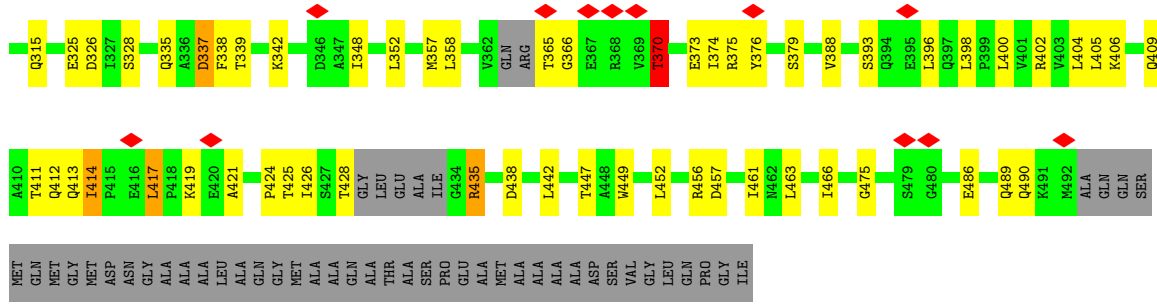 Q315 E325 D326 I327 S328 Q335 A336 D337 F338 T339 K342 D346 A347 I348 L352 M357 L358 V362 GLN ARG T365 G366 E367 R368 V369 T370 E373 I374 R375 Y376 S379 V388 S393 Q394 E395 L396 Q397 L398 P399 L400 V401 R402 V403 L404 L405 K406 Q409
A410 T411 Q412 Q413 I414 P415 E416 L417 P418 K419 E420 A421 P424 T425 I426 S427 T428 GLY LEU GLU ALA ILE G434 R435 D438 L442 T447 A448 W449 L452 R456 D457 I461 N462 L463 I466 G475 S479 G480 E486 Q489 Q490 K491 M492 ALA GLN GLN SER
MET GLN MET GLY MET ASP ASN GLY ALA ALA ALA LEU ALA GLN GLY MET ALA ALA GLN ALA THR ALA SER PRO GLU ALA MET ALA ALA ALA ALA ASP SER VAL GLY LEU GLN PRO GLY ILE